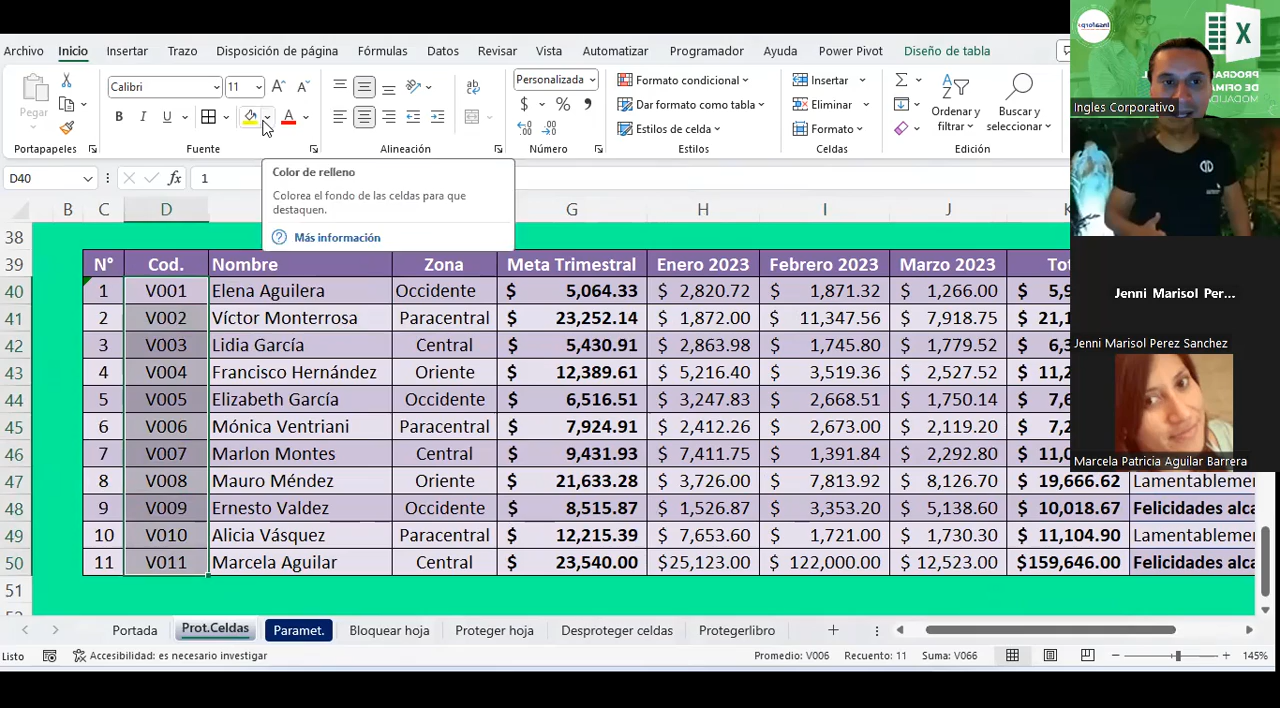 Archivo Inicio Insertar Trazo Disposición de página Fórmulas Datos Revisar Vista Automatizar Programador Ayuda Power Pivot Diseño de tabla
Pegar
Portapapeles
Calibri 11
N K S
Fuente
Alineación
Personalizada
$ %
Número
Formato condicional
Dar formato como tabla
Estilos de celda
Estilos
Insertar
Eliminar
Formato
Celdas
Ordenar y filtrar
Buscar y seleccionar
Edición
D40 fx 1
Color de relleno
Colorea el fondo de las celdas para que
destaquen.
Más información
B C D G H I J K
38
39 N° Cod. Nombre Zona Meta Trimestral Enero 2023 Febrero 2023 Marzo 2023
40 1 V001 Elena Aguilera Occidente $ 5,064.33 $ 2,820.72 $ 1,871.32 $ 1,266.00 $
41 2 V002 Víctor Monterrosa Paracentral $ 23,252.14 $ 1,872.00 $ 11,347.56 $ 7,918.75 $
42 3 V003 Lidia García Central $ 5,430.91 $ 2,863.98 $ 1,745.80 $ 1,779.52 $
43 4 V004 Francisco Hernández Oriente $ 12,389.61 $ 5,216.40 $ 3,519.36 $ 2,527.52 $
44 5 V005 Elizabeth García Occidente $ 6,516.51 $ 3,247.83 $ 2,668.51 $ 1,750.14 $
45 6 V006 Mónica Ventriani Paracentral $ 7,924.91 $ 2,412.26 $ 2,673.00 $ 2,119.20 $
46 7 V007 Marlon Montes Central $ 9,431.93 $ 7,411.75 $ 1,391.84 $ 2,292.80 $
47 8 V008 Mauro Méndez Oriente $ 21,633.28 $ 3,726.00 $ 7,813.92 $ 8,126.70 $ 19,666.62 Lamentablemen
48 9 V009 Ernesto Valdez Occidente $ 8,515.87 $ 1,526.87 $ 3,353.20 $ 5,138.60 $ 10,018.67 Felicidades alca
49 10 V010 Alicia Vásquez Paracentral $ 12,215.39 $ 7,653.60 $ 1,721.00 $ 1,730.30 $ 11,104.90 Lamentablemen
50 11 V011 Marcela Aguilar Central $ 23,540.00 $25,123.00 $ 122,000.00 $ 12,523.00 $159,646.00 Felicidades alca
51
Portada Prot.Celdas Paramet. Bloquear hoja Proteger hoja Desproteger celdas Protegerlibro
Listo Accesibilidad: es necesario investigar Promedio: V006 Recuento: 11 Suma: V066 145%
Ingles Corporativo
Jenni Marisol Per...
Jenni Marisol Perez Sanchez
Marcela Patricia Aguilar Barrera